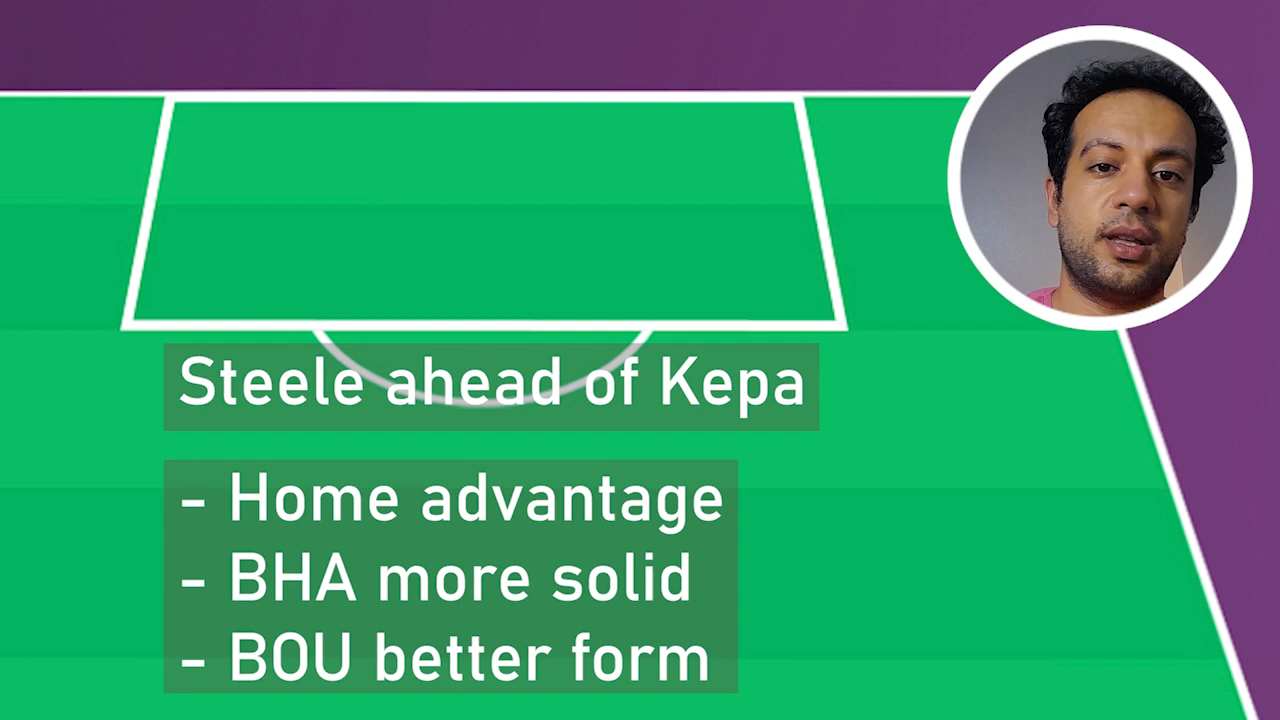 Steele ahead of Kepa
- Home advantage
- BHA more solid
- BOU better form